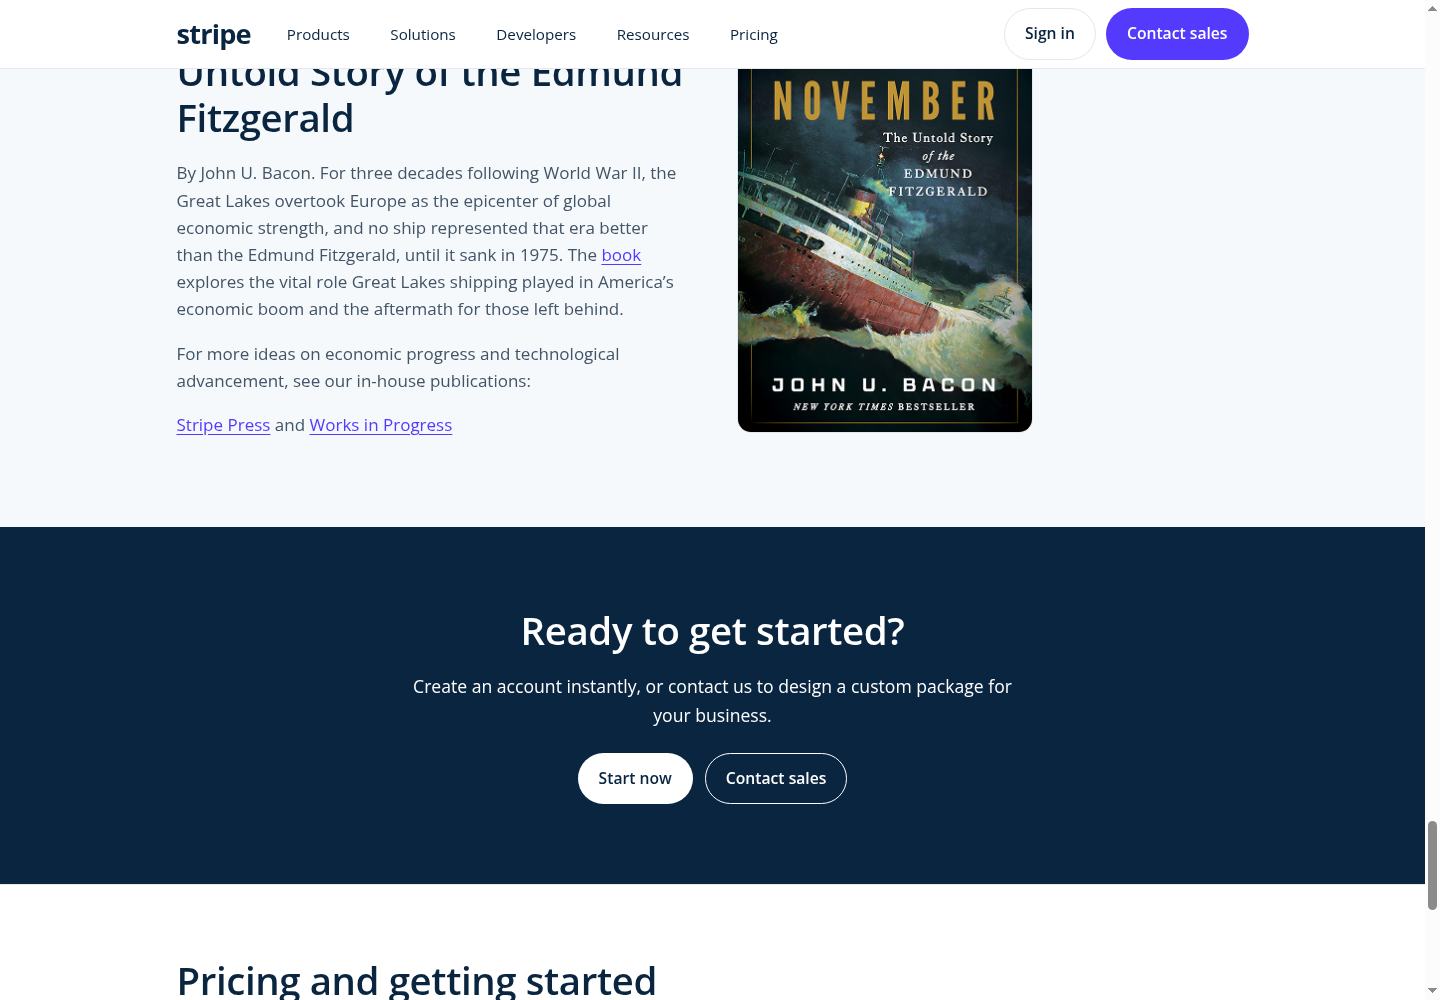 stripe
Products
Solutions
Developers
Resources
Pricing
Sign in
Contact sales
Untold Story of the Edmund
Fitzgerald
By John U. Bacon. For three decades following World War II, the
Great Lakes overtook Europe as the epicenter of global
economic strength, and no ship represented that era better
than the Edmund Fitzgerald, until it sank in 1975. The book
explores the vital role Great Lakes shipping played in America’s
economic boom and the aftermath for those left behind.
For more ideas on economic progress and technological
advancement, see our in-house publications:
Stripe Press and Works in Progress
NOVEMBER
The Untold Story
of the
EDMUND
FITZGERALD
JOHN U. BACON
NEW YORK TIMES BESTSELLER
Ready to get started?
Create an account instantly, or contact us to design a custom package for
your business.
Start now
Contact sales
Pricing and getting started